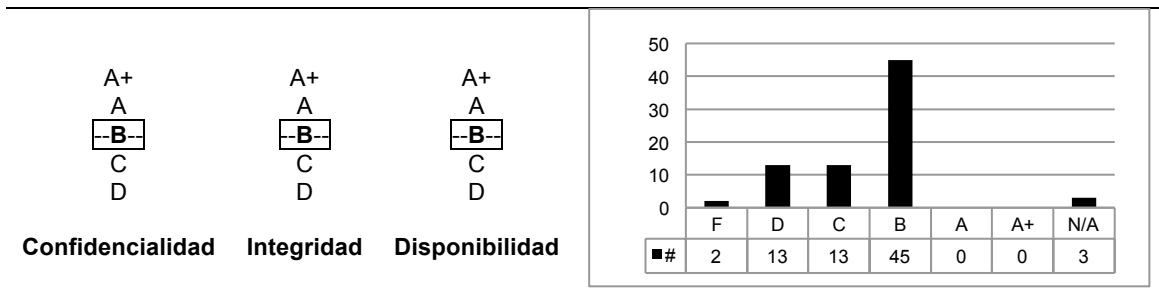 A+ A+ A+
A A A
--B-- --B-- --B--
C C C
D D D
Confidencialidad Integridad Disponibilidad
50
40
30
20
10
0
F D C B A A+ N/A
# 2 13 13 45 0 0 3